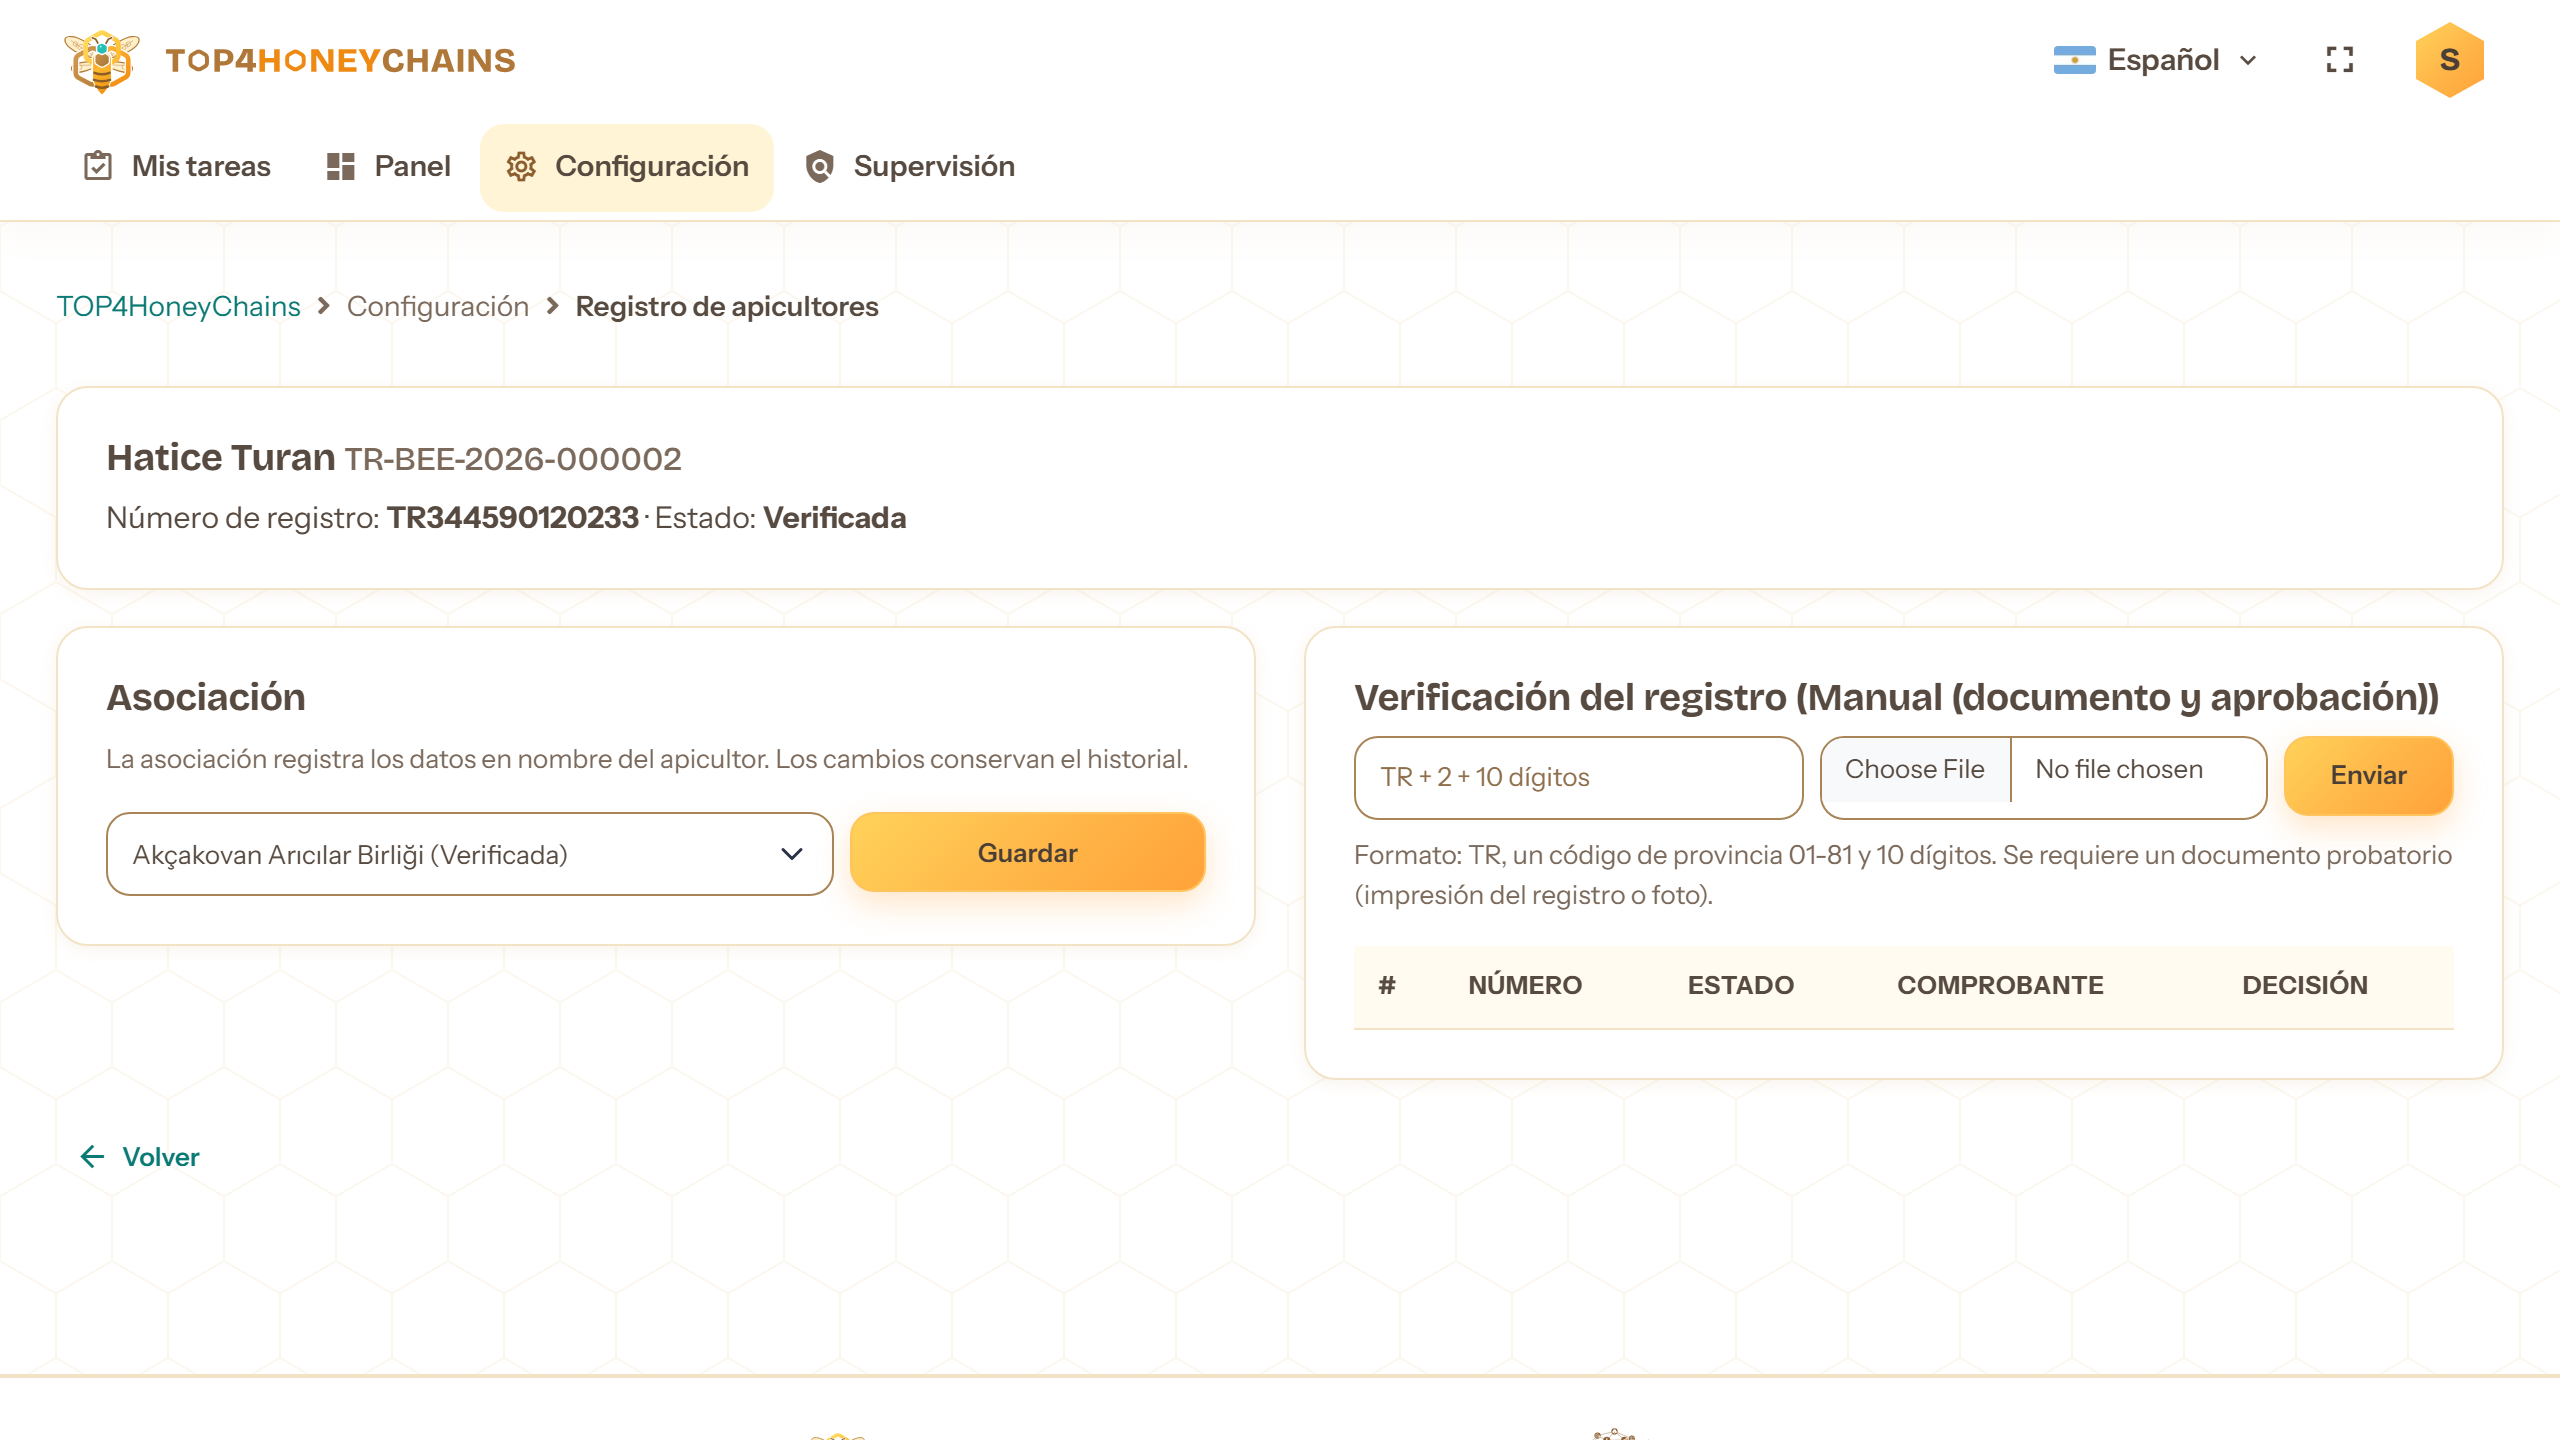 TOP4HONEYCHAINS
Español
S
Mis tareas
Panel
Configuración
Supervisión
TOP4HoneyChains > Configuración > Registro de apicultores
Hatice Turan TR-BEE-2026-000002
Número de registro: TR344590120233 · Estado: Verificada
Asociación
La asociación registra los datos en nombre del apicultor. Los cambios conservan el historial.
Akçakovan Arıcılar Birliği (Verificada)
Guardar
Verificación del registro (Manual (documento y aprobación))
TR + 2 + 10 dígitos
Choose File
No file chosen
Enviar
Formato: TR, un código de provincia 01-81 y 10 dígitos. Se requiere un documento probatorio
(impresión del registro o foto).
# NÚMERO ESTADO COMPROBANTE DECISIÓN
Volver